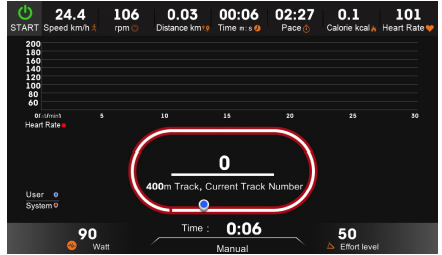 24.4 106 0.03 00:06 02:27 0.1 101
START Speed km/h rpm Distance km Time m:s Pace Calorie kcal Heart Rate
200
180
160
140
120
100
80
60
0 5 10 15 20 25 30
Heart Rate
0
400m Track, Current Track Number
User
System
90 Time : 0:06 50
Watt Manual Effort level